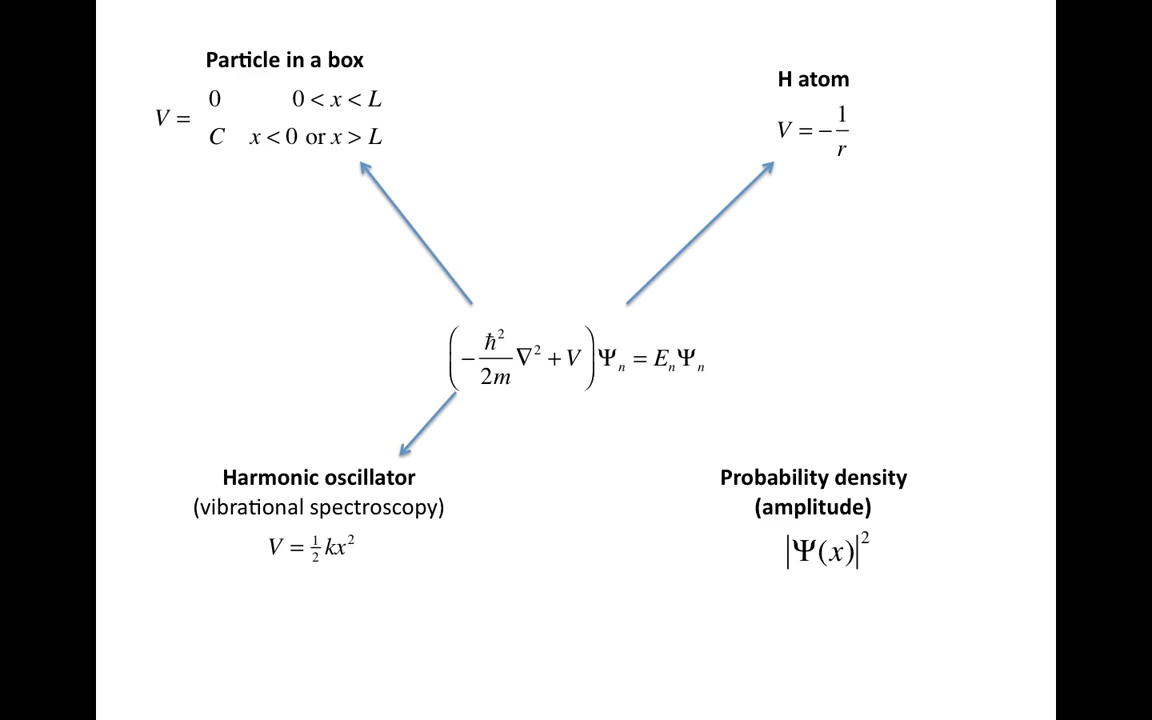 Particle in a box
V = 0 0 < x < L
C x < 0 or x > L
H atom
V = −1/r
(−ħ²/2m ∇² + V)Ψₙ = EₙΨₙ
Harmonic oscillator
(vibrational spectroscopy)
V = ½kx²
Probability density
(amplitude)
|Ψ(x)|²